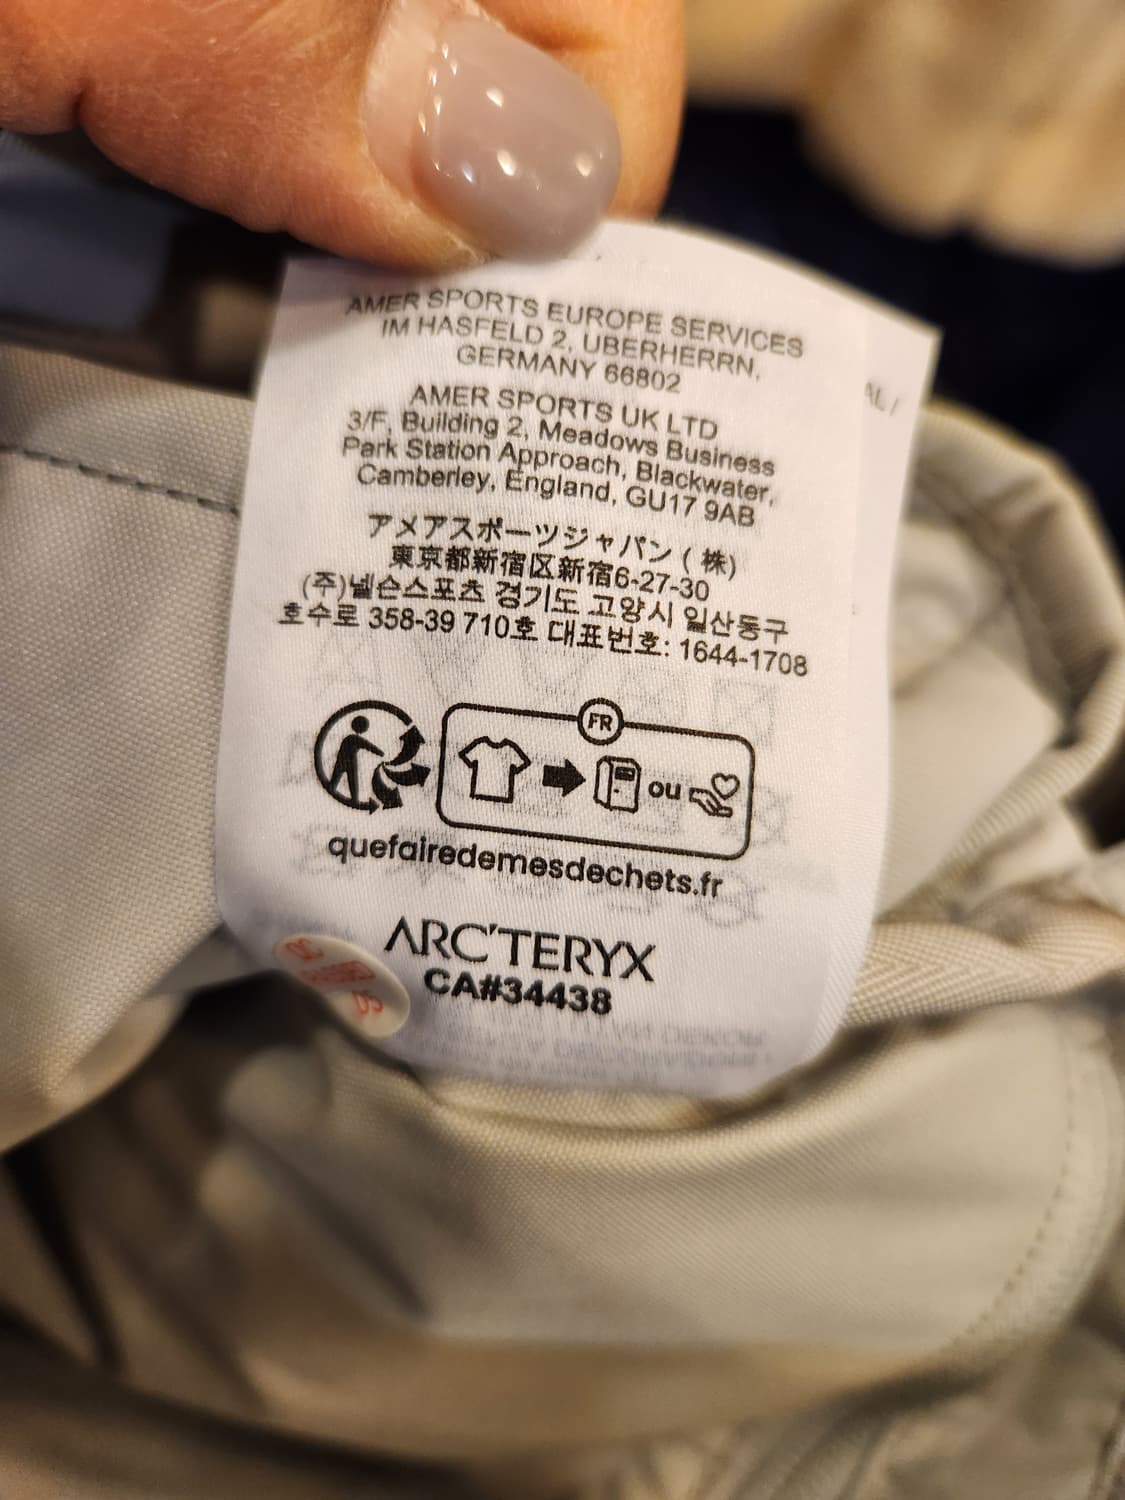 AMER SPORTS EUROPE SERVICES
IM HASFELD 2, UBERHERRN,
GERMANY 66802
AMER SPORTS UK LTD
3/F, Building 2, Meadows Business
Park Station Approach, Blackwater,
Camberley, England, GU17 9AB
アメアスポーツジャパン(株)
東京都新宿区新宿6-27-30
(주)넬슨스포츠 경기도 고양시 일산동구
호수로 358-39 710호 대표번호: 1644-1708
FR
ou
quefairedemesdechets.fr
ARC'TERYX
CA#34438
AL /